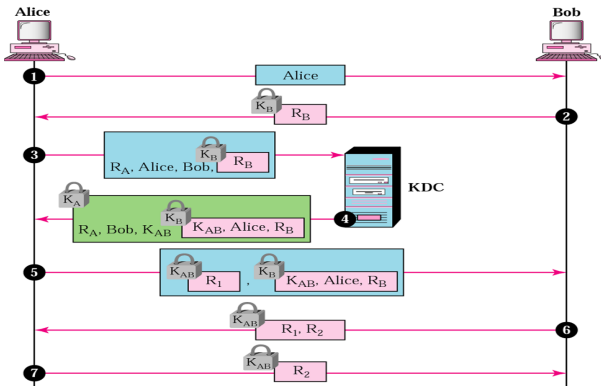 Alice Bob
1 Alice
K_B R_B 2
3 R_A, Alice, Bob, K_B R_B
KDC
K_A R_A, Bob, K_AB K_B K_AB, Alice, R_B 4
5 K_AB R_1 , K_B K_AB, Alice, R_B
K_AB R_1, R_2 6
7 K_AB R_2